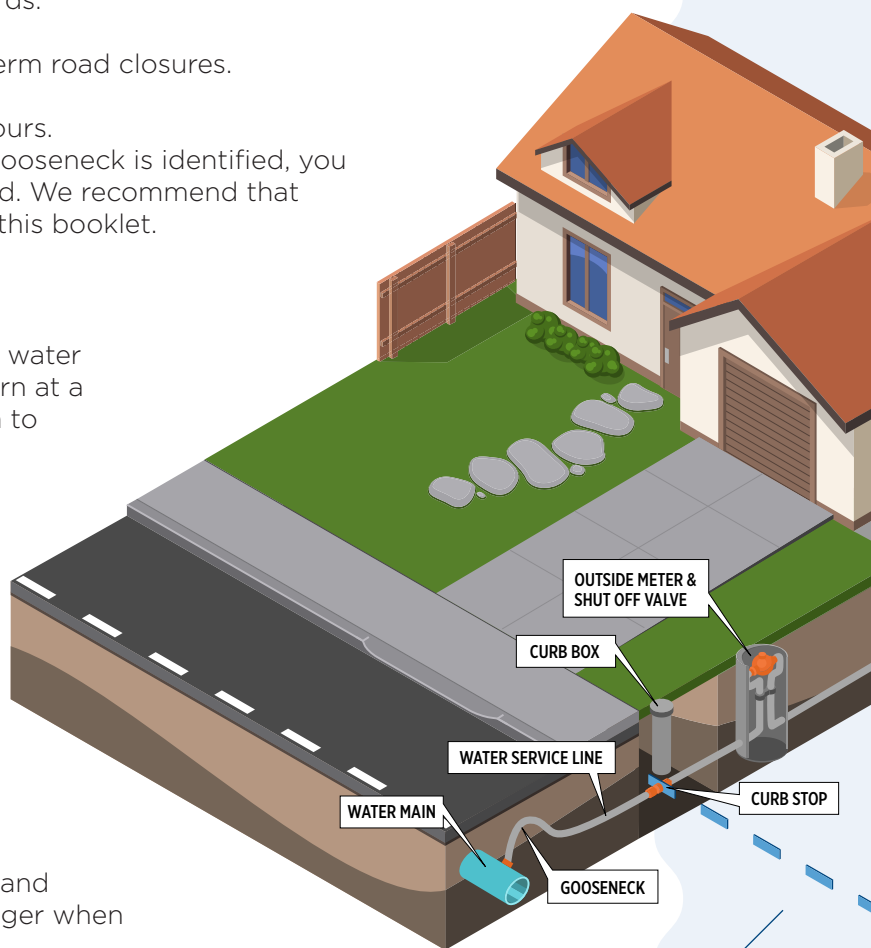 erm road closures.
ours.
ooseneck is identified, you
d. We recommend that
this booklet.
water
rn at a
to
OUTSIDE METER &
SHUT OFF VALVE
CURB BOX
WATER SERVICE LINE
CURB STOP
WATER MAIN
GOOSENECK
and
ger when